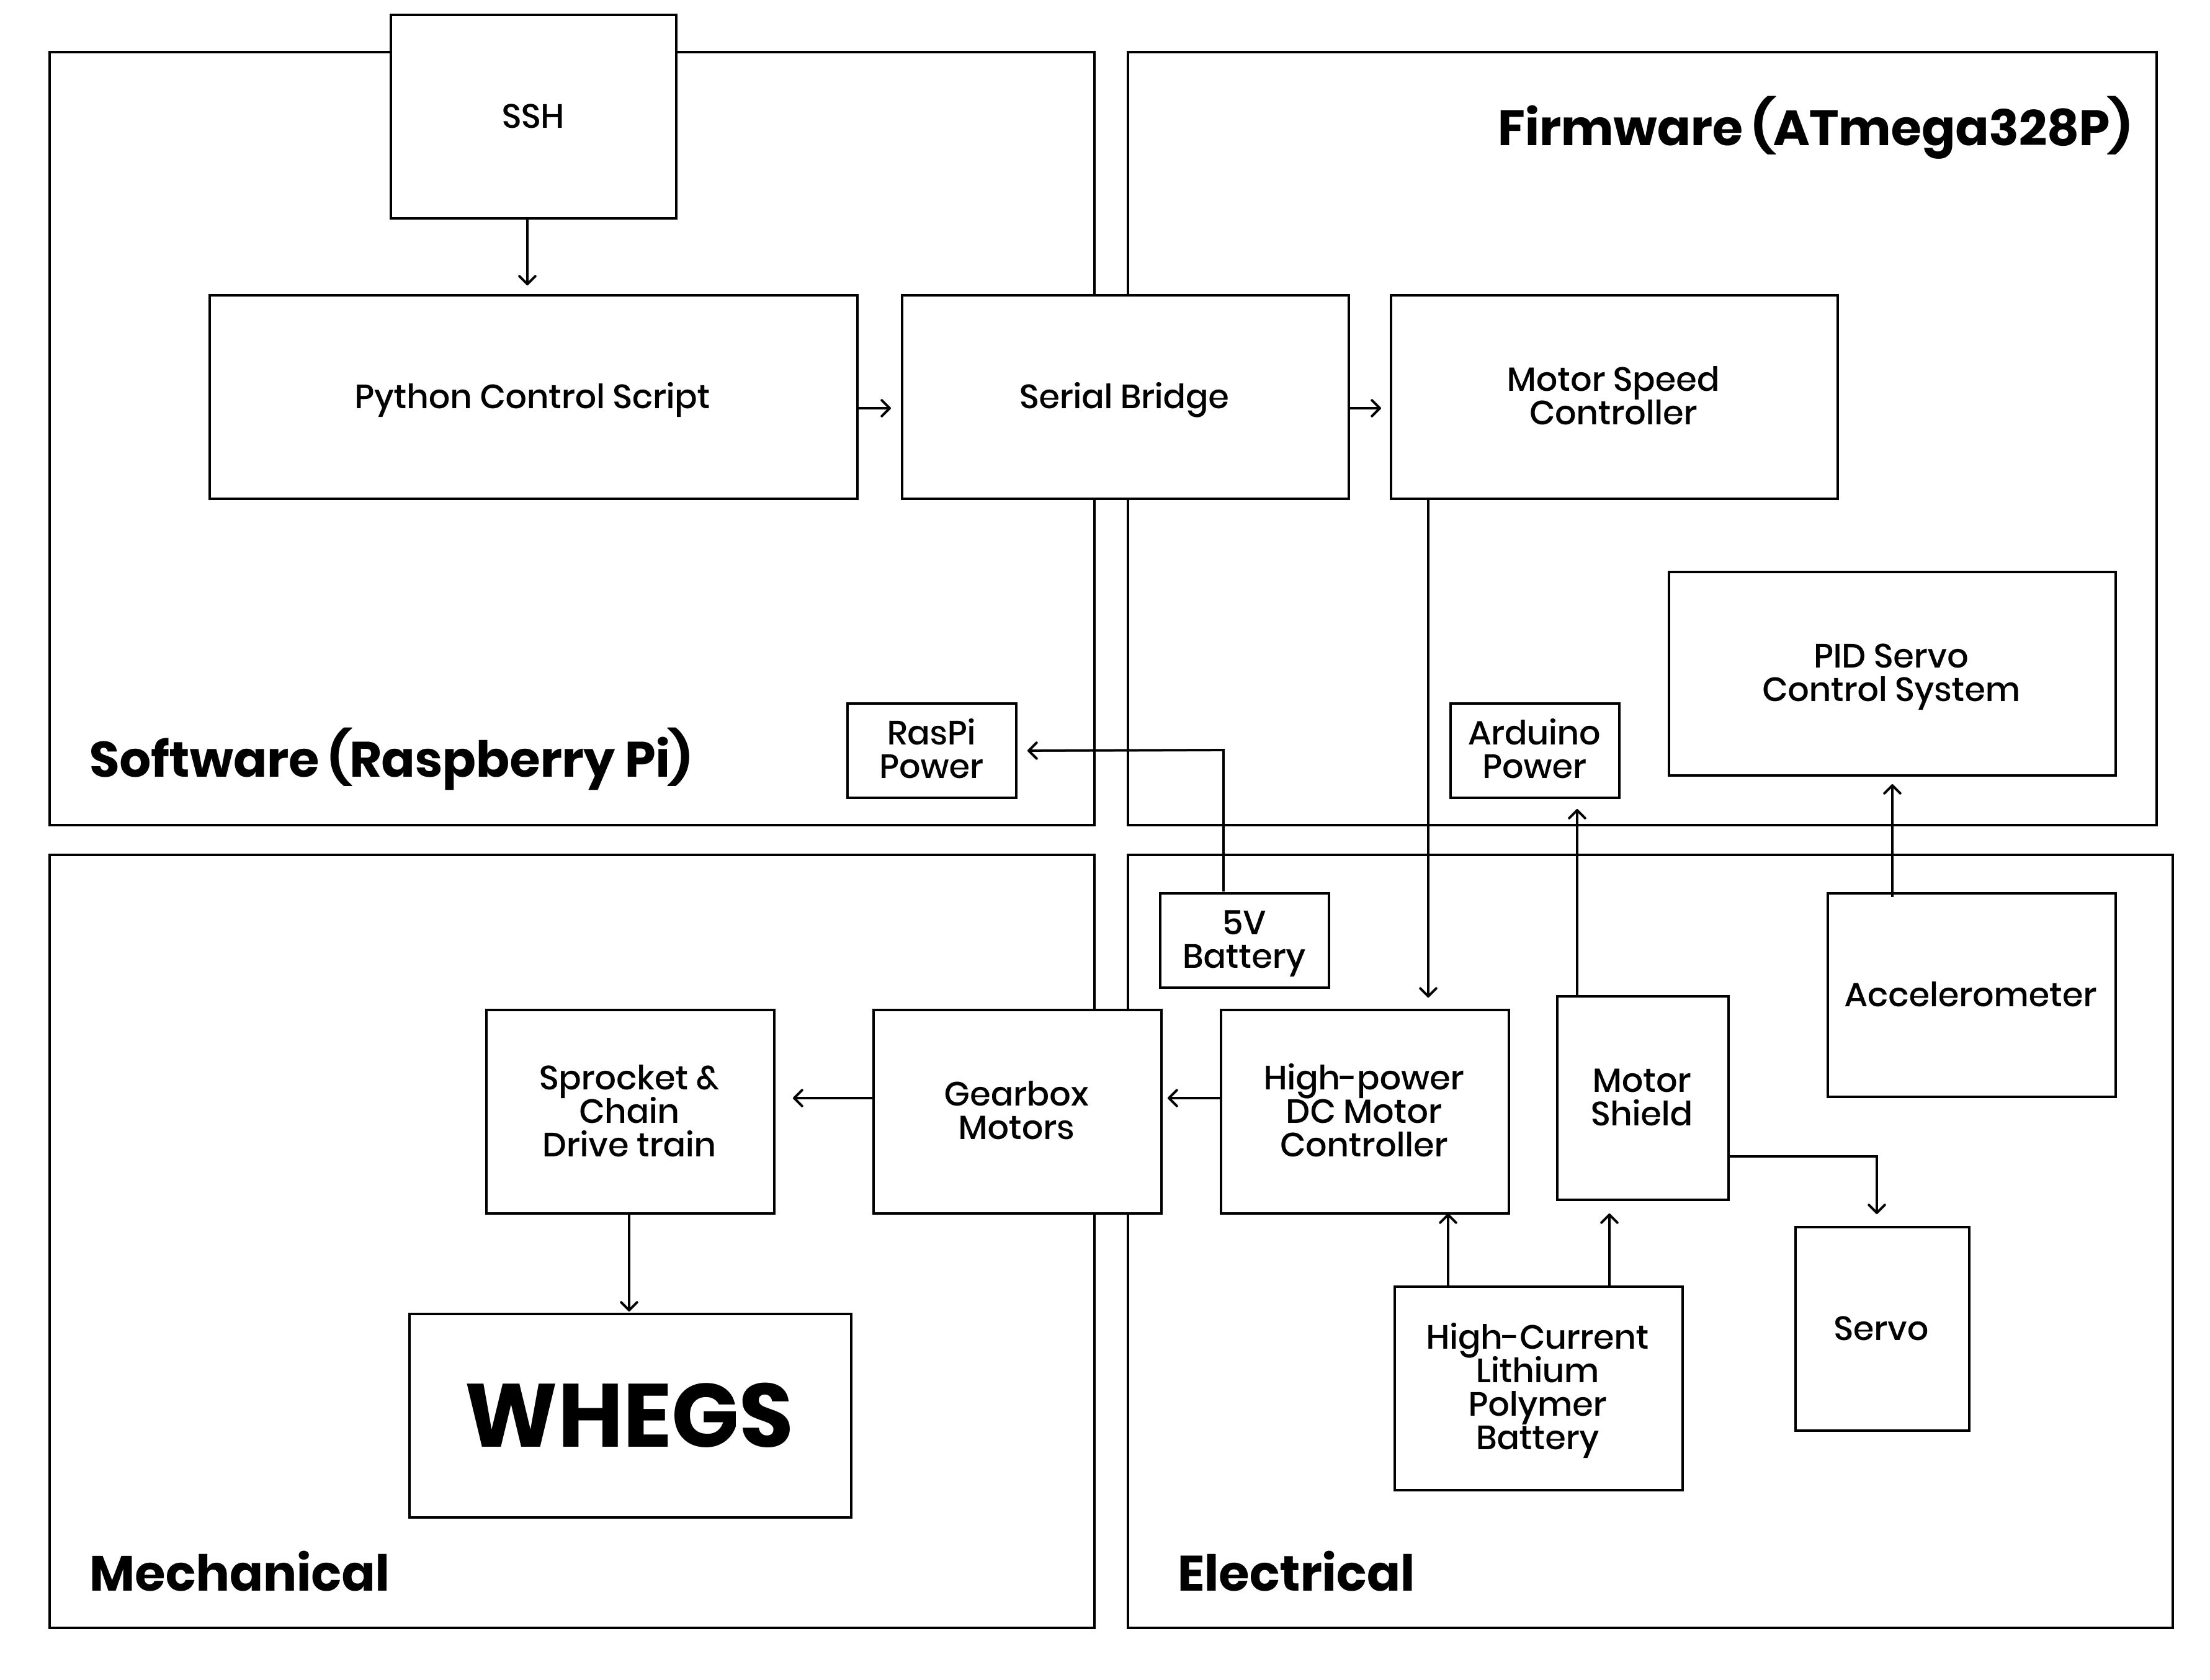 SSH
Firmware (ATmega328P)
Python Control Script
Serial Bridge
Motor Speed
Controller
PID Servo
Control System
Software (Raspberry Pi)
RasPi
Power
Arduino
Power
5V
Battery
Accelerometer
Sprocket &
Chain
Drive train
Gearbox
Motors
High-power
DC Motor
Controller
Motor
Shield
WHEGS
High-Current
Lithium
Polymer
Battery
Servo
Mechanical
Electrical